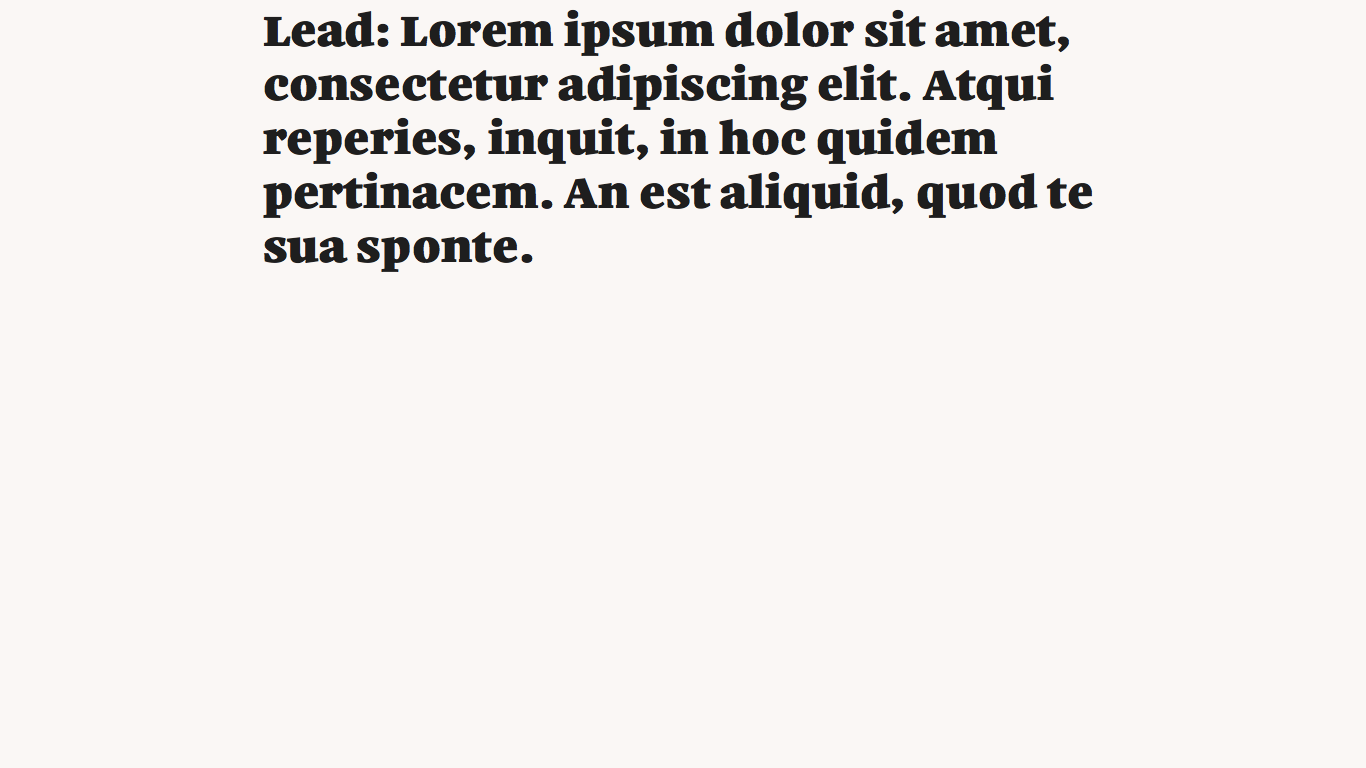 Lead: Lorem ipsum dolor sit amet,
consectetur adipiscing elit. Atqui
reperies, inquit, in hoc quidem
pertinacem. An est aliquid, quod te
sua sponte.